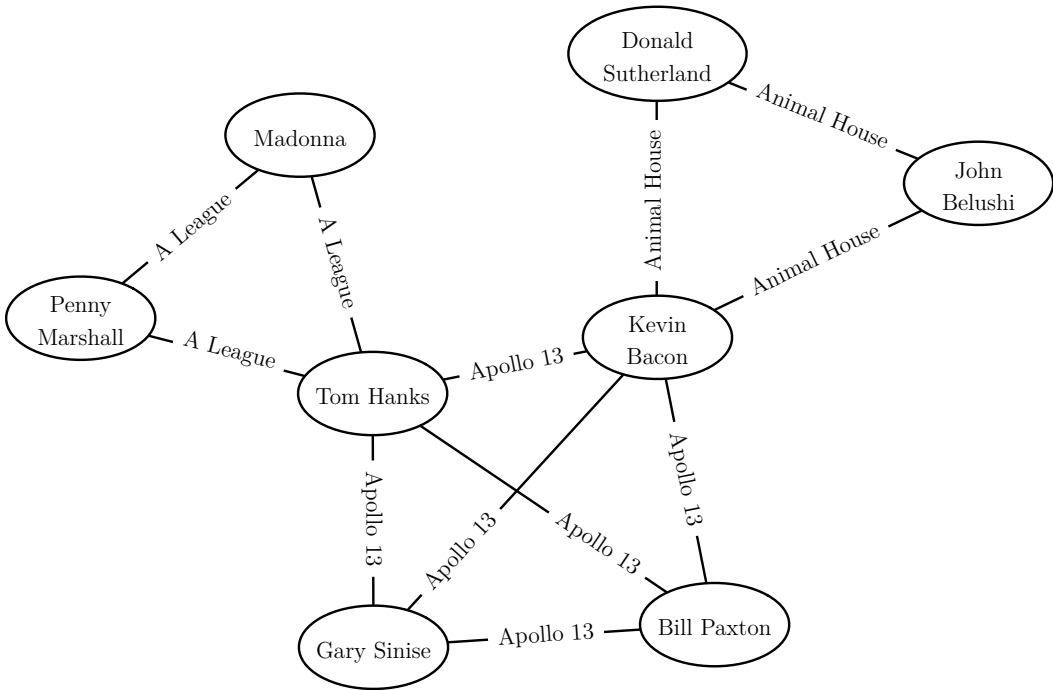 Donald
Sutherland
Animal House
Madonna
Animal House
John
Belushi
A League
A League
Animal House
Penny
Marshall
A League
Kevin
Bacon
Apollo 13
Tom Hanks
Apollo 13
Apollo 13
Apollo 13
Apollo 13
Apollo 13
Gary Sinise
Bill Paxton